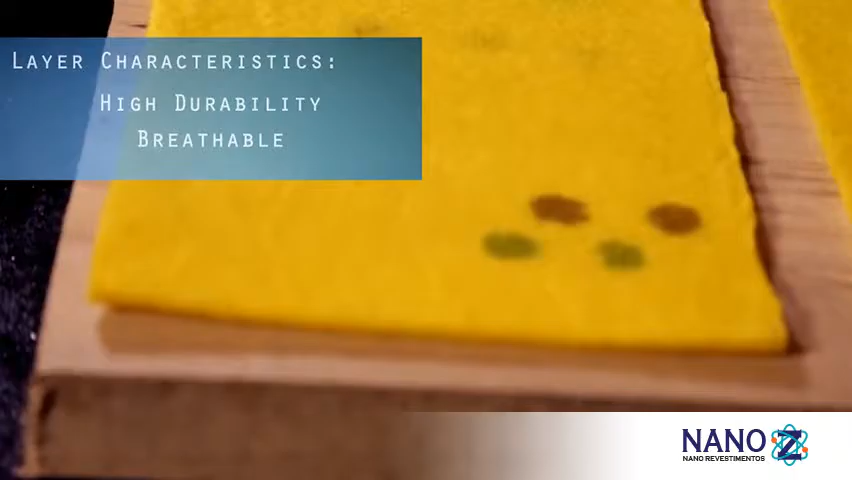 LAYER CHARACTERISTICS:
HIGH DURABILITY
BREATHABLE
NANO Z
NANO REVESTIMENTOS